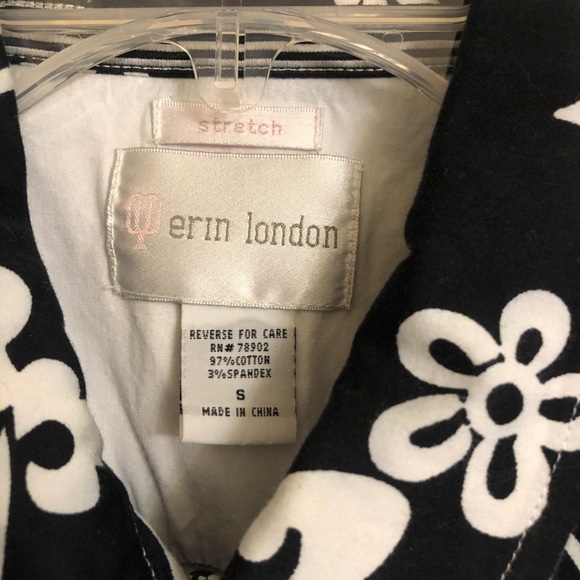 stretch
erin london
REVERSE FOR CARE
RN# 78902
97%COTTON
3%SPANDEX
S
MADE IN CHINA